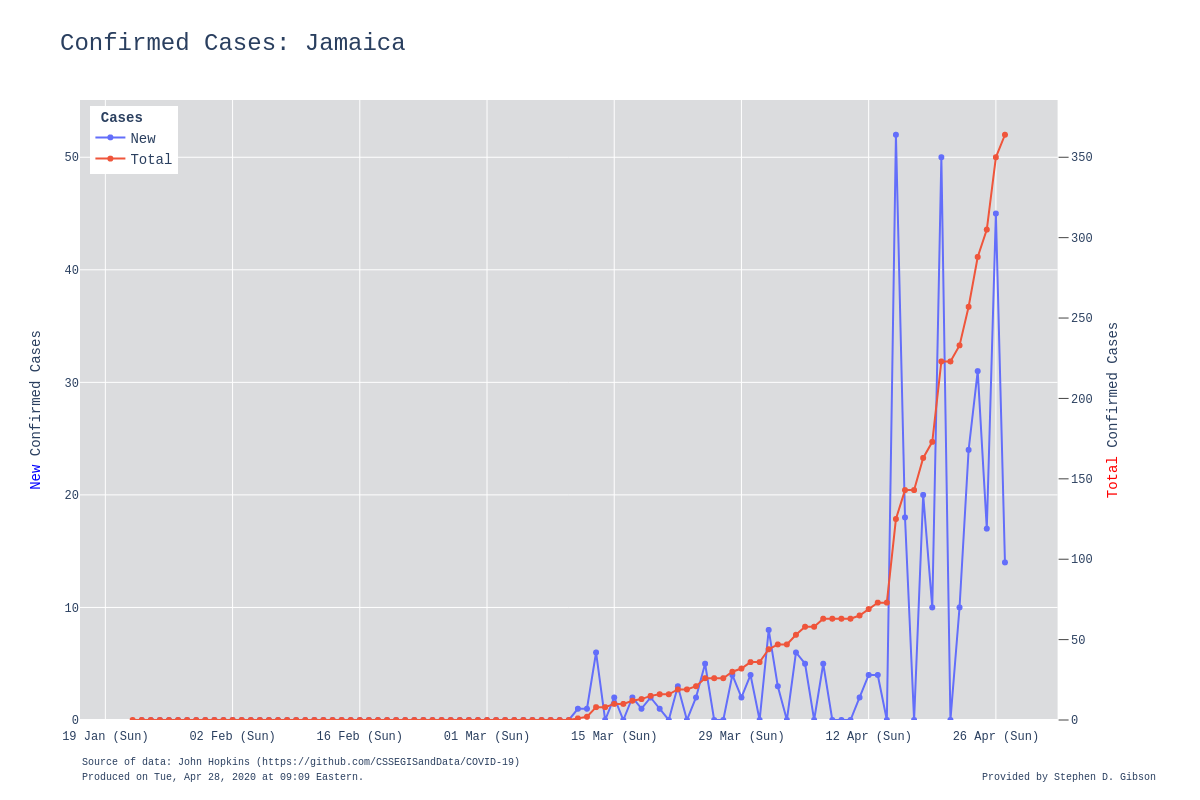 Confirmed Cases: Jamaica
Cases
New
Total
50
40
30
20
10
0
New Confirmed Cases
350
300
250
200
150
100
50
0
Total Confirmed Cases
19 Jan (Sun) 02 Feb (Sun) 16 Feb (Sun) 01 Mar (Sun) 15 Mar (Sun) 29 Mar (Sun) 12 Apr (Sun) 26 Apr (Sun)
Source of data: John Hopkins (https://github.com/CSSEGISandData/COVID-19)
Produced on Tue, Apr 28, 2020 at 09:09 Eastern.
Provided by Stephen D. Gibson